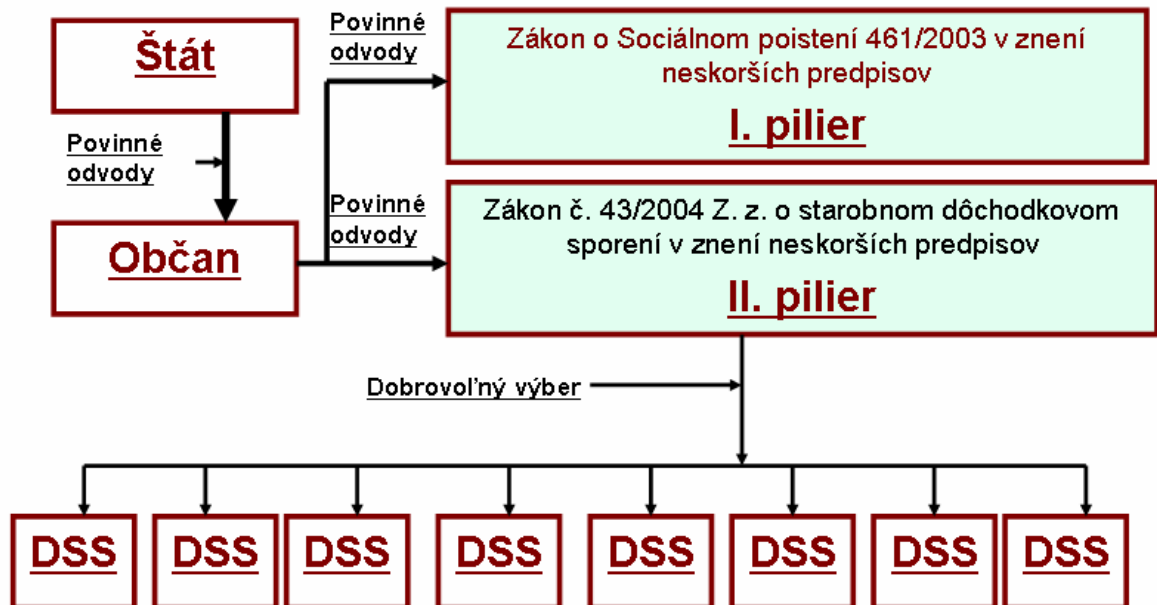 Štát
Povinné
odvody
Občan
Povinné
odvody
Zákon o Sociálnom poistení 461/2003 v znení
neskorších predpisov
I. pilier
Povinné
odvody
Zákon č. 43/2004 Z. z. o starobnom dôchodkovom
sporení v znení neskorších predpisov
II. pilier
Dobrovoľný výber
DSS
DSS
DSS
DSS
DSS
DSS
DSS
DSS